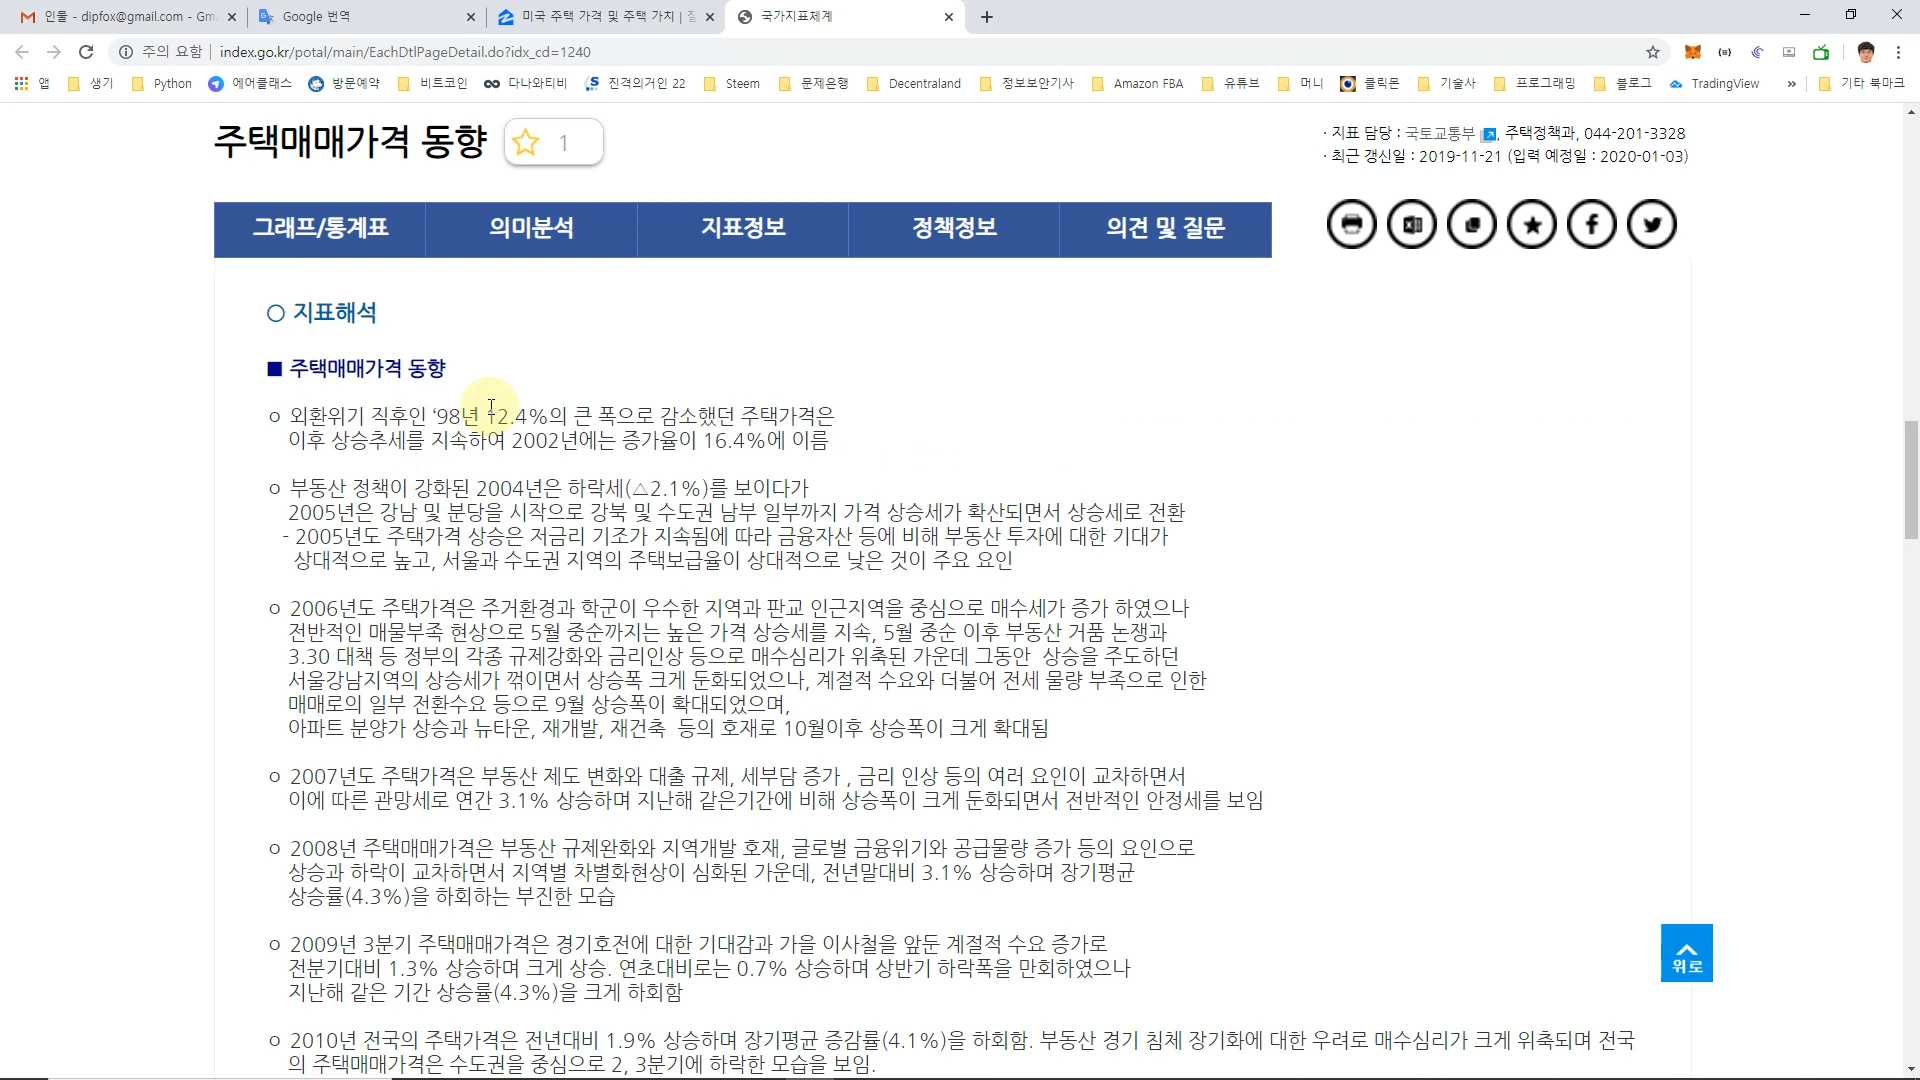 인물 - dipfox@gmail.com - Gm
Google 번역
미국 주택 가격 및 주택 가치 |
국가지표체계
주의 요함
index.go.kr/potal/main/EachDtlPageDetail.do?idx_cd=1240
앱 생기 Python 에어클래스 방문예약 비트코인 다나와티비 진격의거인 22 Steem 문제은행 Decentraland 정보보안기사 Amazon FBA 유튜브 머니 클릭몬 기술사 프로그래밍 블로그 TradingView » 기타 북마크
주택매매가격 동향
1
· 지표 담당 : 국토교통부 , 주택정책과, 044-201-3328
· 최근 갱신일 : 2019-11-21 (입력 예정일 : 2020-01-03)
그래프/통계표 의미분석 지표정보 정책정보 의견 및 질문
○ 지표해석
■ 주택매매가격 동향
o 외환위기 직후인 ‘98년 12.4%의 큰 폭으로 감소했던 주택가격은
이후 상승추세를 지속하여 2002년에는 증가율이 16.4%에 이름
o 부동산 정책이 강화된 2004년은 하락세(△2.1%)를 보이다가
2005년은 강남 및 분당을 시작으로 강북 및 수도권 남부 일부까지 가격 상승세가 확산되면서 상승세로 전환
- 2005년도 주택가격 상승은 저금리 기조가 지속됨에 따라 금융자산 등에 비해 부동산 투자에 대한 기대가
상대적으로 높고, 서울과 수도권 지역의 주택보급율이 상대적으로 낮은 것이 주요 요인
o 2006년도 주택가격은 주거환경과 학군이 우수한 지역과 판교 인근지역을 중심으로 매수세가 증가 하였으나
전반적인 매물부족 현상으로 5월 중순까지는 높은 가격 상승세를 지속, 5월 중순 이후 부동산 거품 논쟁과
3.30 대책 등 정부의 각종 규제강화와 금리인상 등으로 매수심리가 위축된 가운데 그동안 상승을 주도하던
서울강남지역의 상승세가 꺾이면서 상승폭 크게 둔화되었으나, 계절적 수요와 더불어 전세 물량 부족으로 인한
매매로의 일부 전환수요 등으로 9월 상승폭이 확대되었으며,
아파트 분양가 상승과 뉴타운, 재개발, 재건축 등의 호재로 10월이후 상승폭이 크게 확대됨
o 2007년도 주택가격은 부동산 제도 변화와 대출 규제, 세부담 증가 , 금리 인상 등의 여러 요인이 교차하면서
이에 따른 관망세로 연간 3.1% 상승하며 지난해 같은기간에 비해 상승폭이 크게 둔화되면서 전반적인 안정세를 보임
o 2008년 주택매매가격은 부동산 규제완화와 지역개발 호재, 글로벌 금융위기와 공급물량 증가 등의 요인으로
상승과 하락이 교차하면서 지역별 차별화현상이 심화된 가운데, 전년말대비 3.1% 상승하며 장기평균
상승률(4.3%)을 하회하는 부진한 모습
o 2009년 3분기 주택매매가격은 경기호전에 대한 기대감과 가을 이사철을 앞둔 계절적 수요 증가로
전분기대비 1.3% 상승하며 크게 상승. 연초대비로는 0.7% 상승하며 상반기 하락폭을 만회하였으나
지난해 같은 기간 상승률(4.3%)을 크게 하회함
o 2010년 전국의 주택가격은 전년대비 1.9% 상승하며 장기평균 증감률(4.1%)을 하회함. 부동산 경기 침체 장기화에 대한 우려로 매수심리가 크게 위축되며 전국
의 주택매매가격은 수도권을 중심으로 2, 3분기에 하락한 모습을 보임.
위로